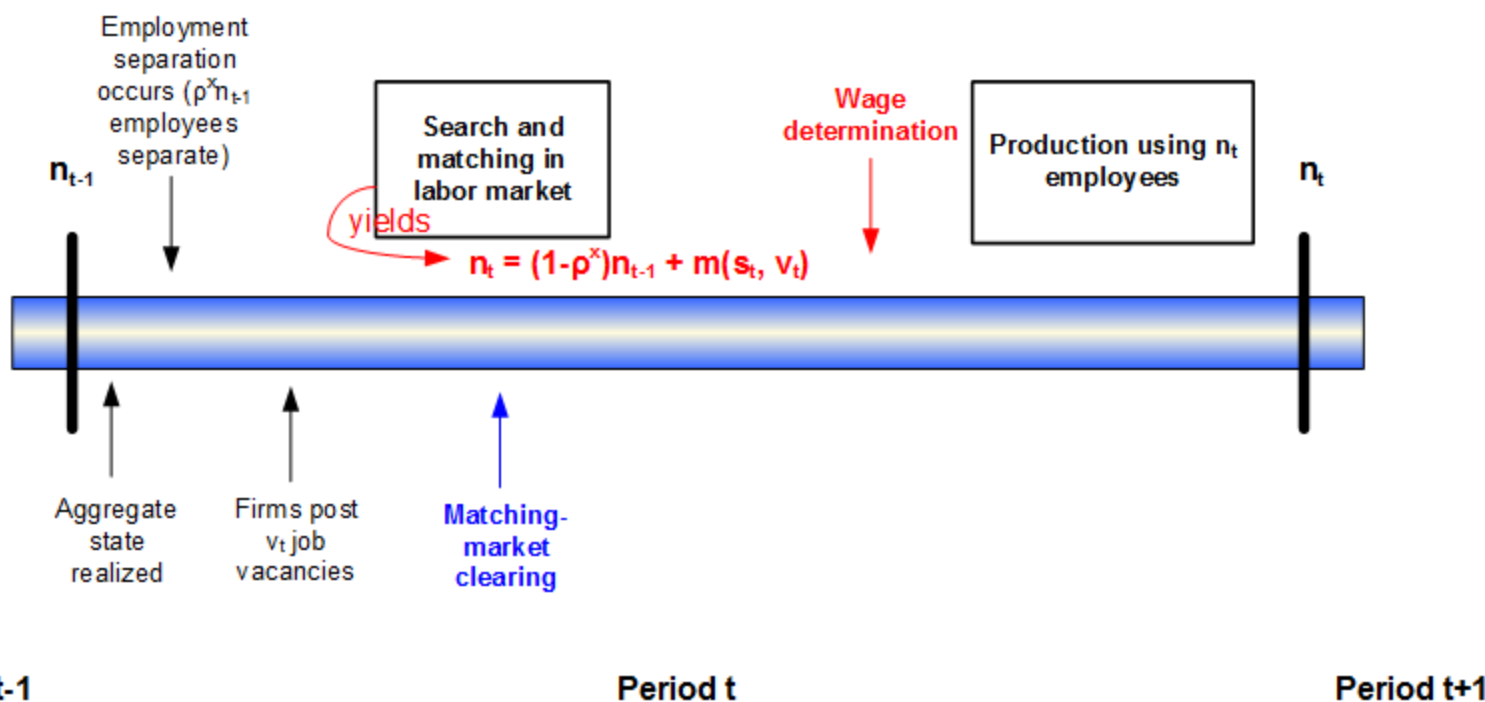 Employment
separation
occurs (ρˣnₜ₋₁
employees
separate)
nₜ₋₁
Search and
matching in
labor market
yields
nₜ = (1-ρˣ)nₜ₋₁ + m(sₜ, vₜ)
Wage
determination
Production using nₜ
employees
nₜ
Aggregate
state
realized
Firms post
vₜ job
vacancies
Matching-
market
clearing
t-1
Period t
Period t+1